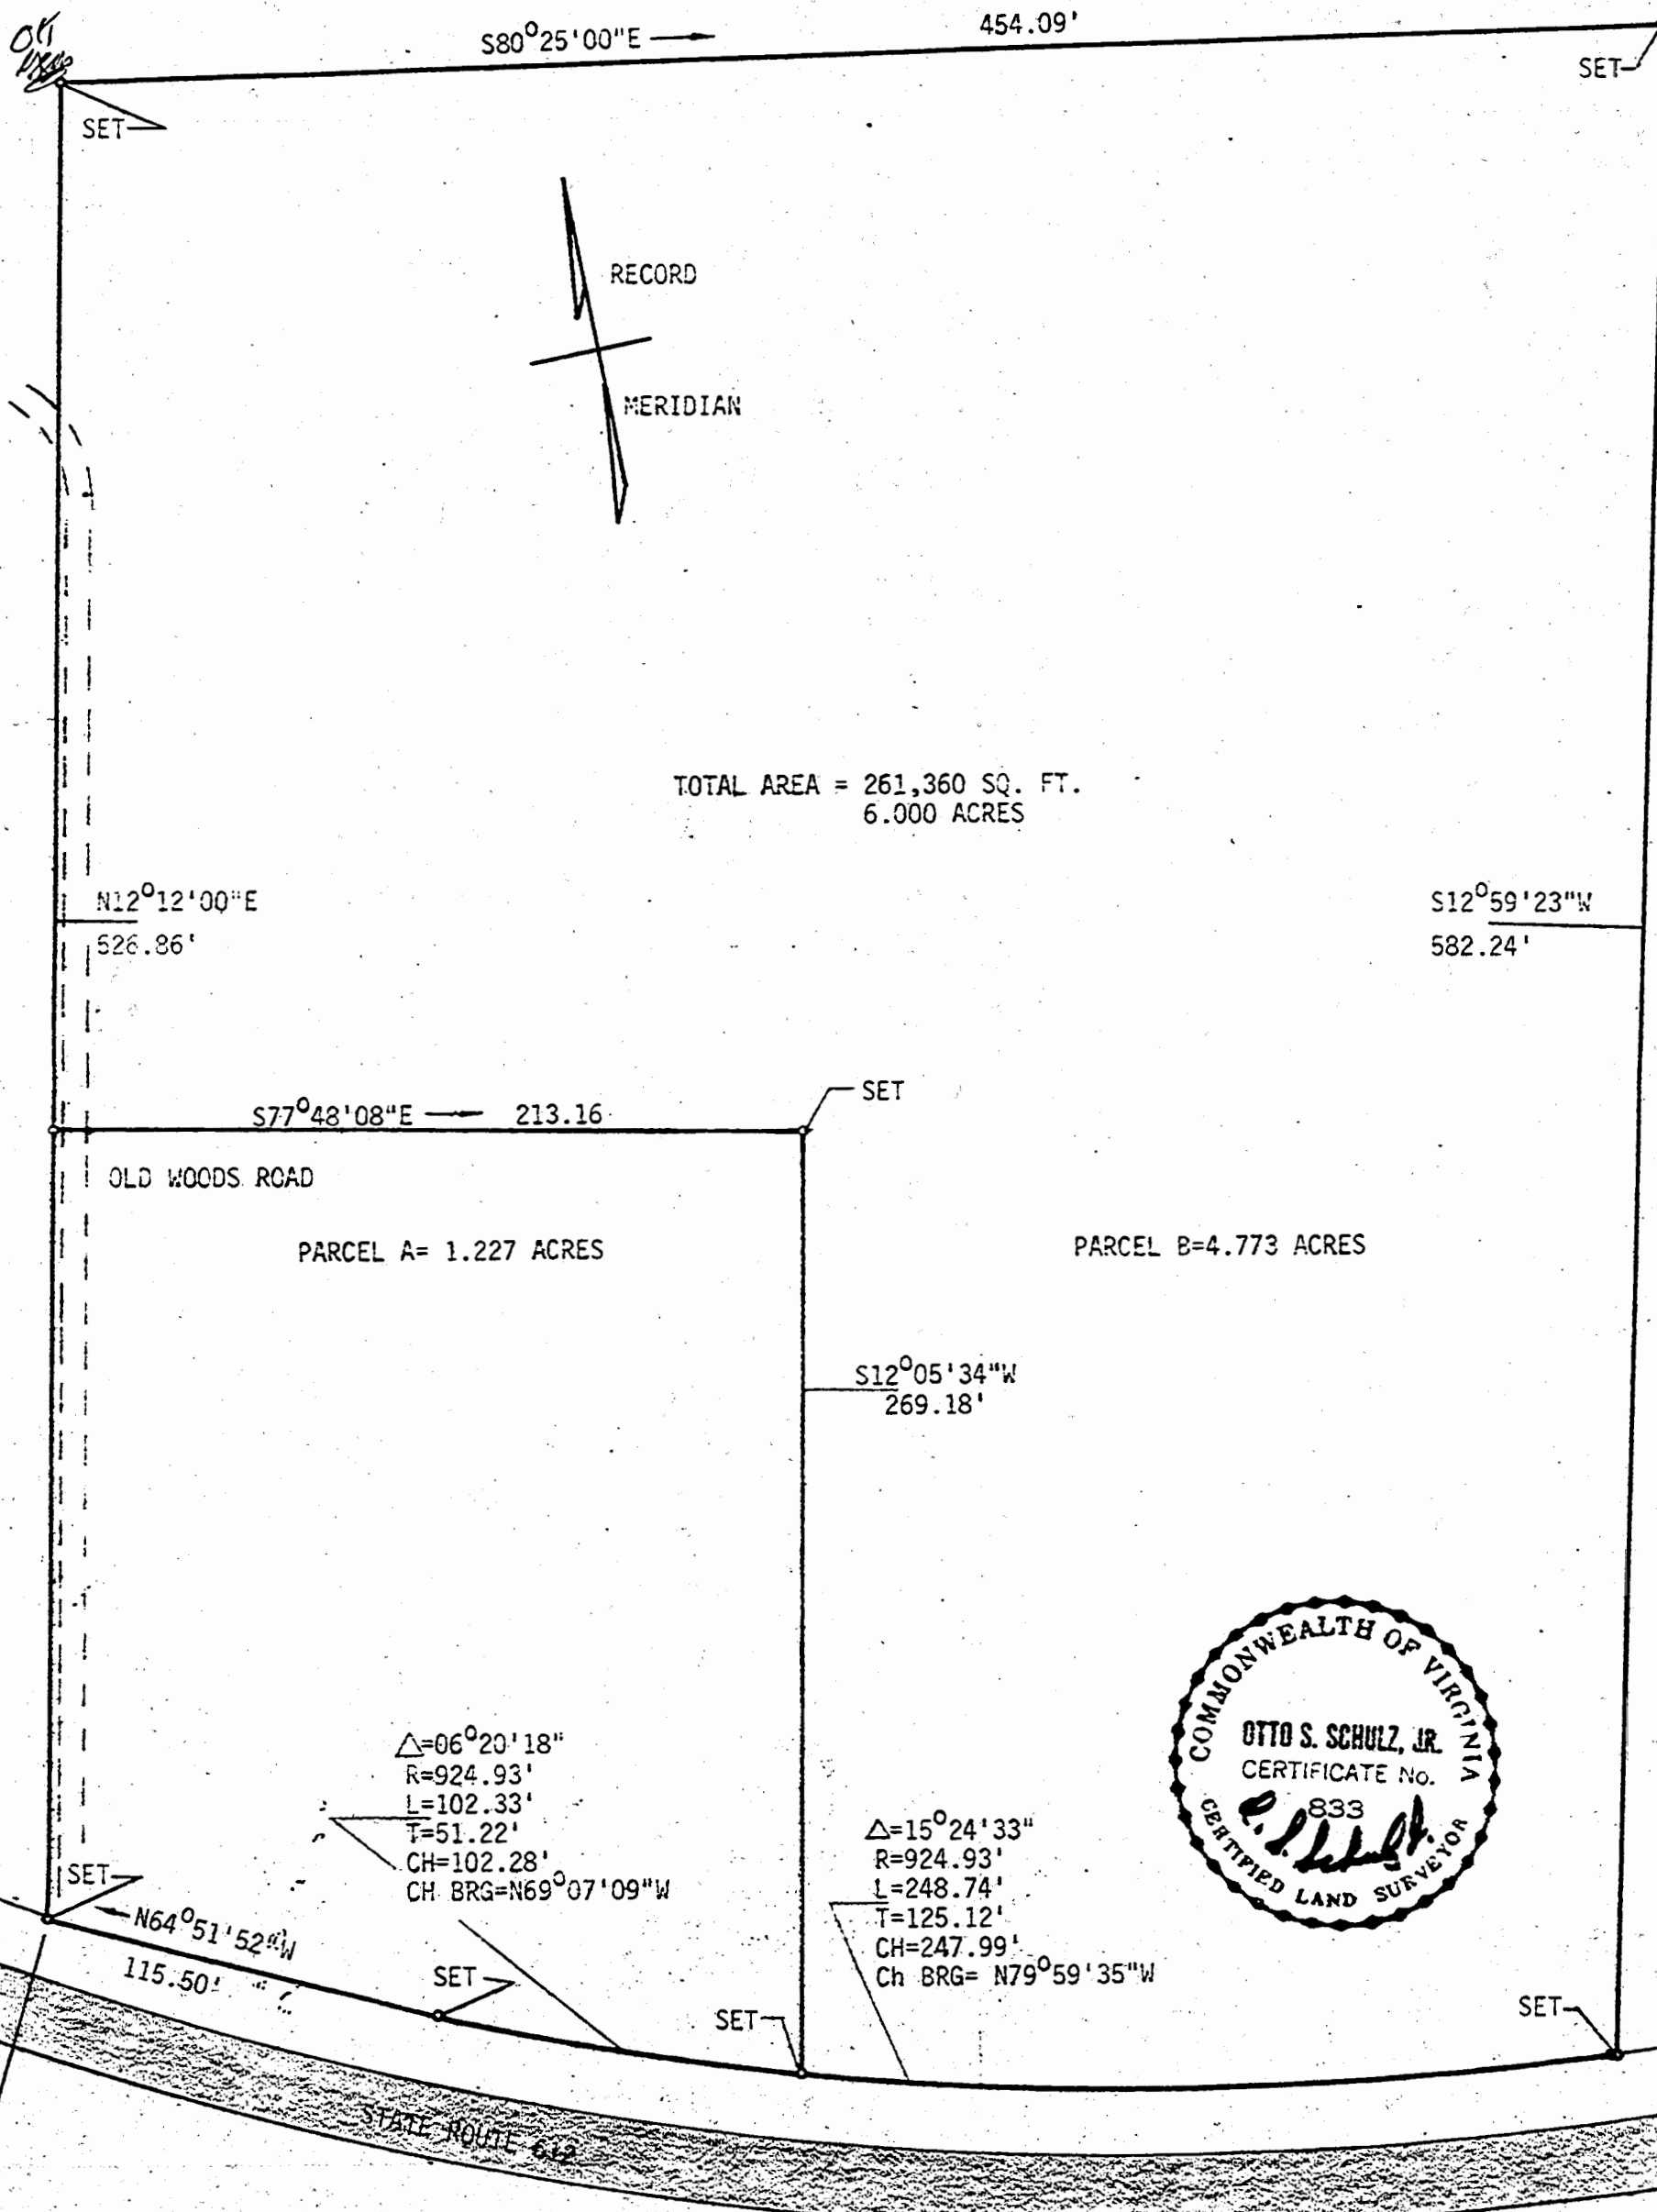 OK
S80°25'00"E
454.09'
SET
SET
RECORD
MERIDIAN
TOTAL AREA = 261,360 SQ. FT.
6.000 ACRES
N12°12'00"E
526.86'
S12°59'23"W
582.24'
SET
S77°48'08"E 213.16
OLD WOODS ROAD
PARCEL A= 1.227 ACRES
PARCEL B=4.773 ACRES
S12°05'34"W
269.18'
COMMONWEALTH OF VIRGINIA
OTTO S. SCHULZ, JR.
CERTIFICATE No.
833
CERTIFIED LAND SURVEYOR
△=06°20'18"
R=924.93'
L=102.33'
T=51.22'
CH=102.28'
CH BRG=N69°07'09"W
△=15°24'33"
R=924.93'
L=248.74'
T=125.12'
CH=247.99'
Ch BRG= N79°59'35"W
SET
N64°51'52"W
115.50'
SET
SET
SET
STATE ROUTE